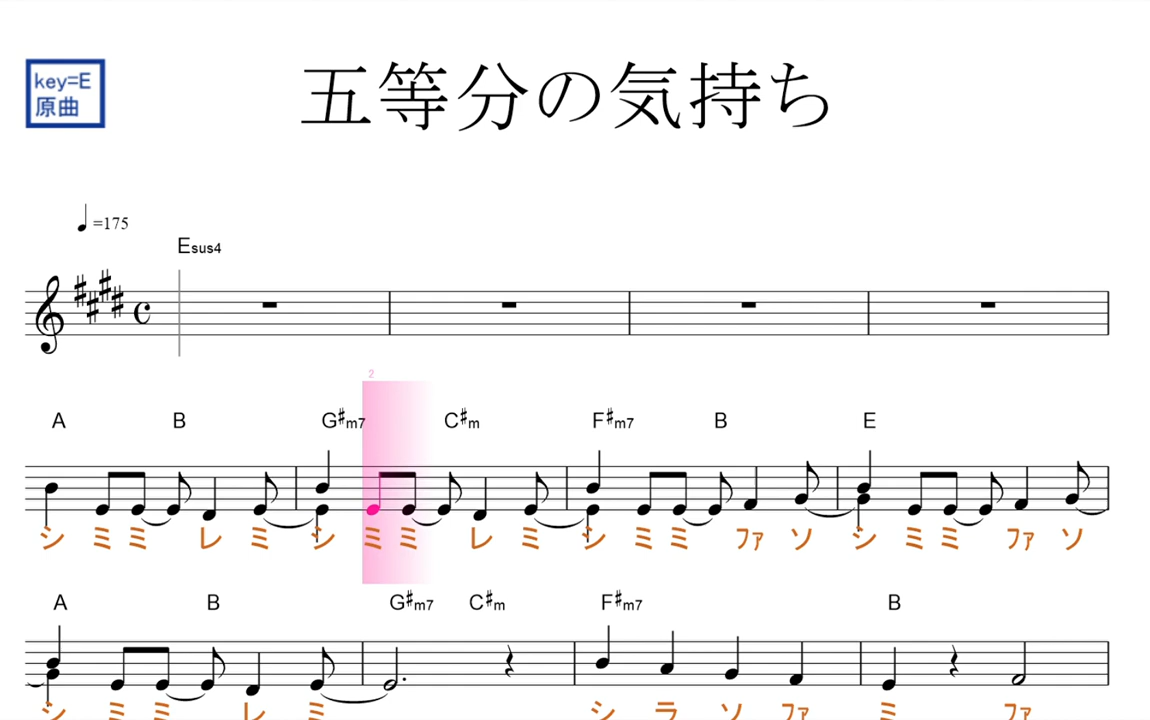 key=E
原曲
五等分の気持ち
=175
Esus4
2
A B G#m7 C#m F#m7 B E
シ ミ ミ レ ミ シ ミ ミ レ ミ シ ミ ミ ファ ソ シ ミ ミ ファ ソ
A B G#m7 C#m F#m7 B
シ ミ ミ レ ミ シ ラ ソ ファ ミ ファ